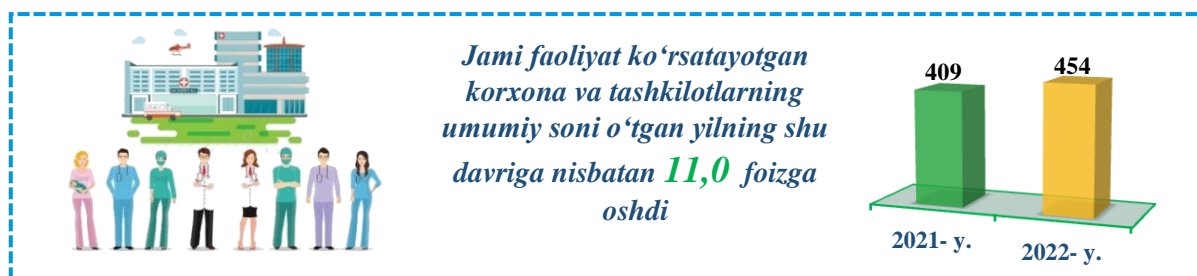 Jami faoliyat ko‘rsatayotgan
korxona va tashkilotlarning
umumiy soni o‘tgan yilning shu
davriga nisbatan 11,0 foizga
oshdi
409
454
2021- y.
2022- y.